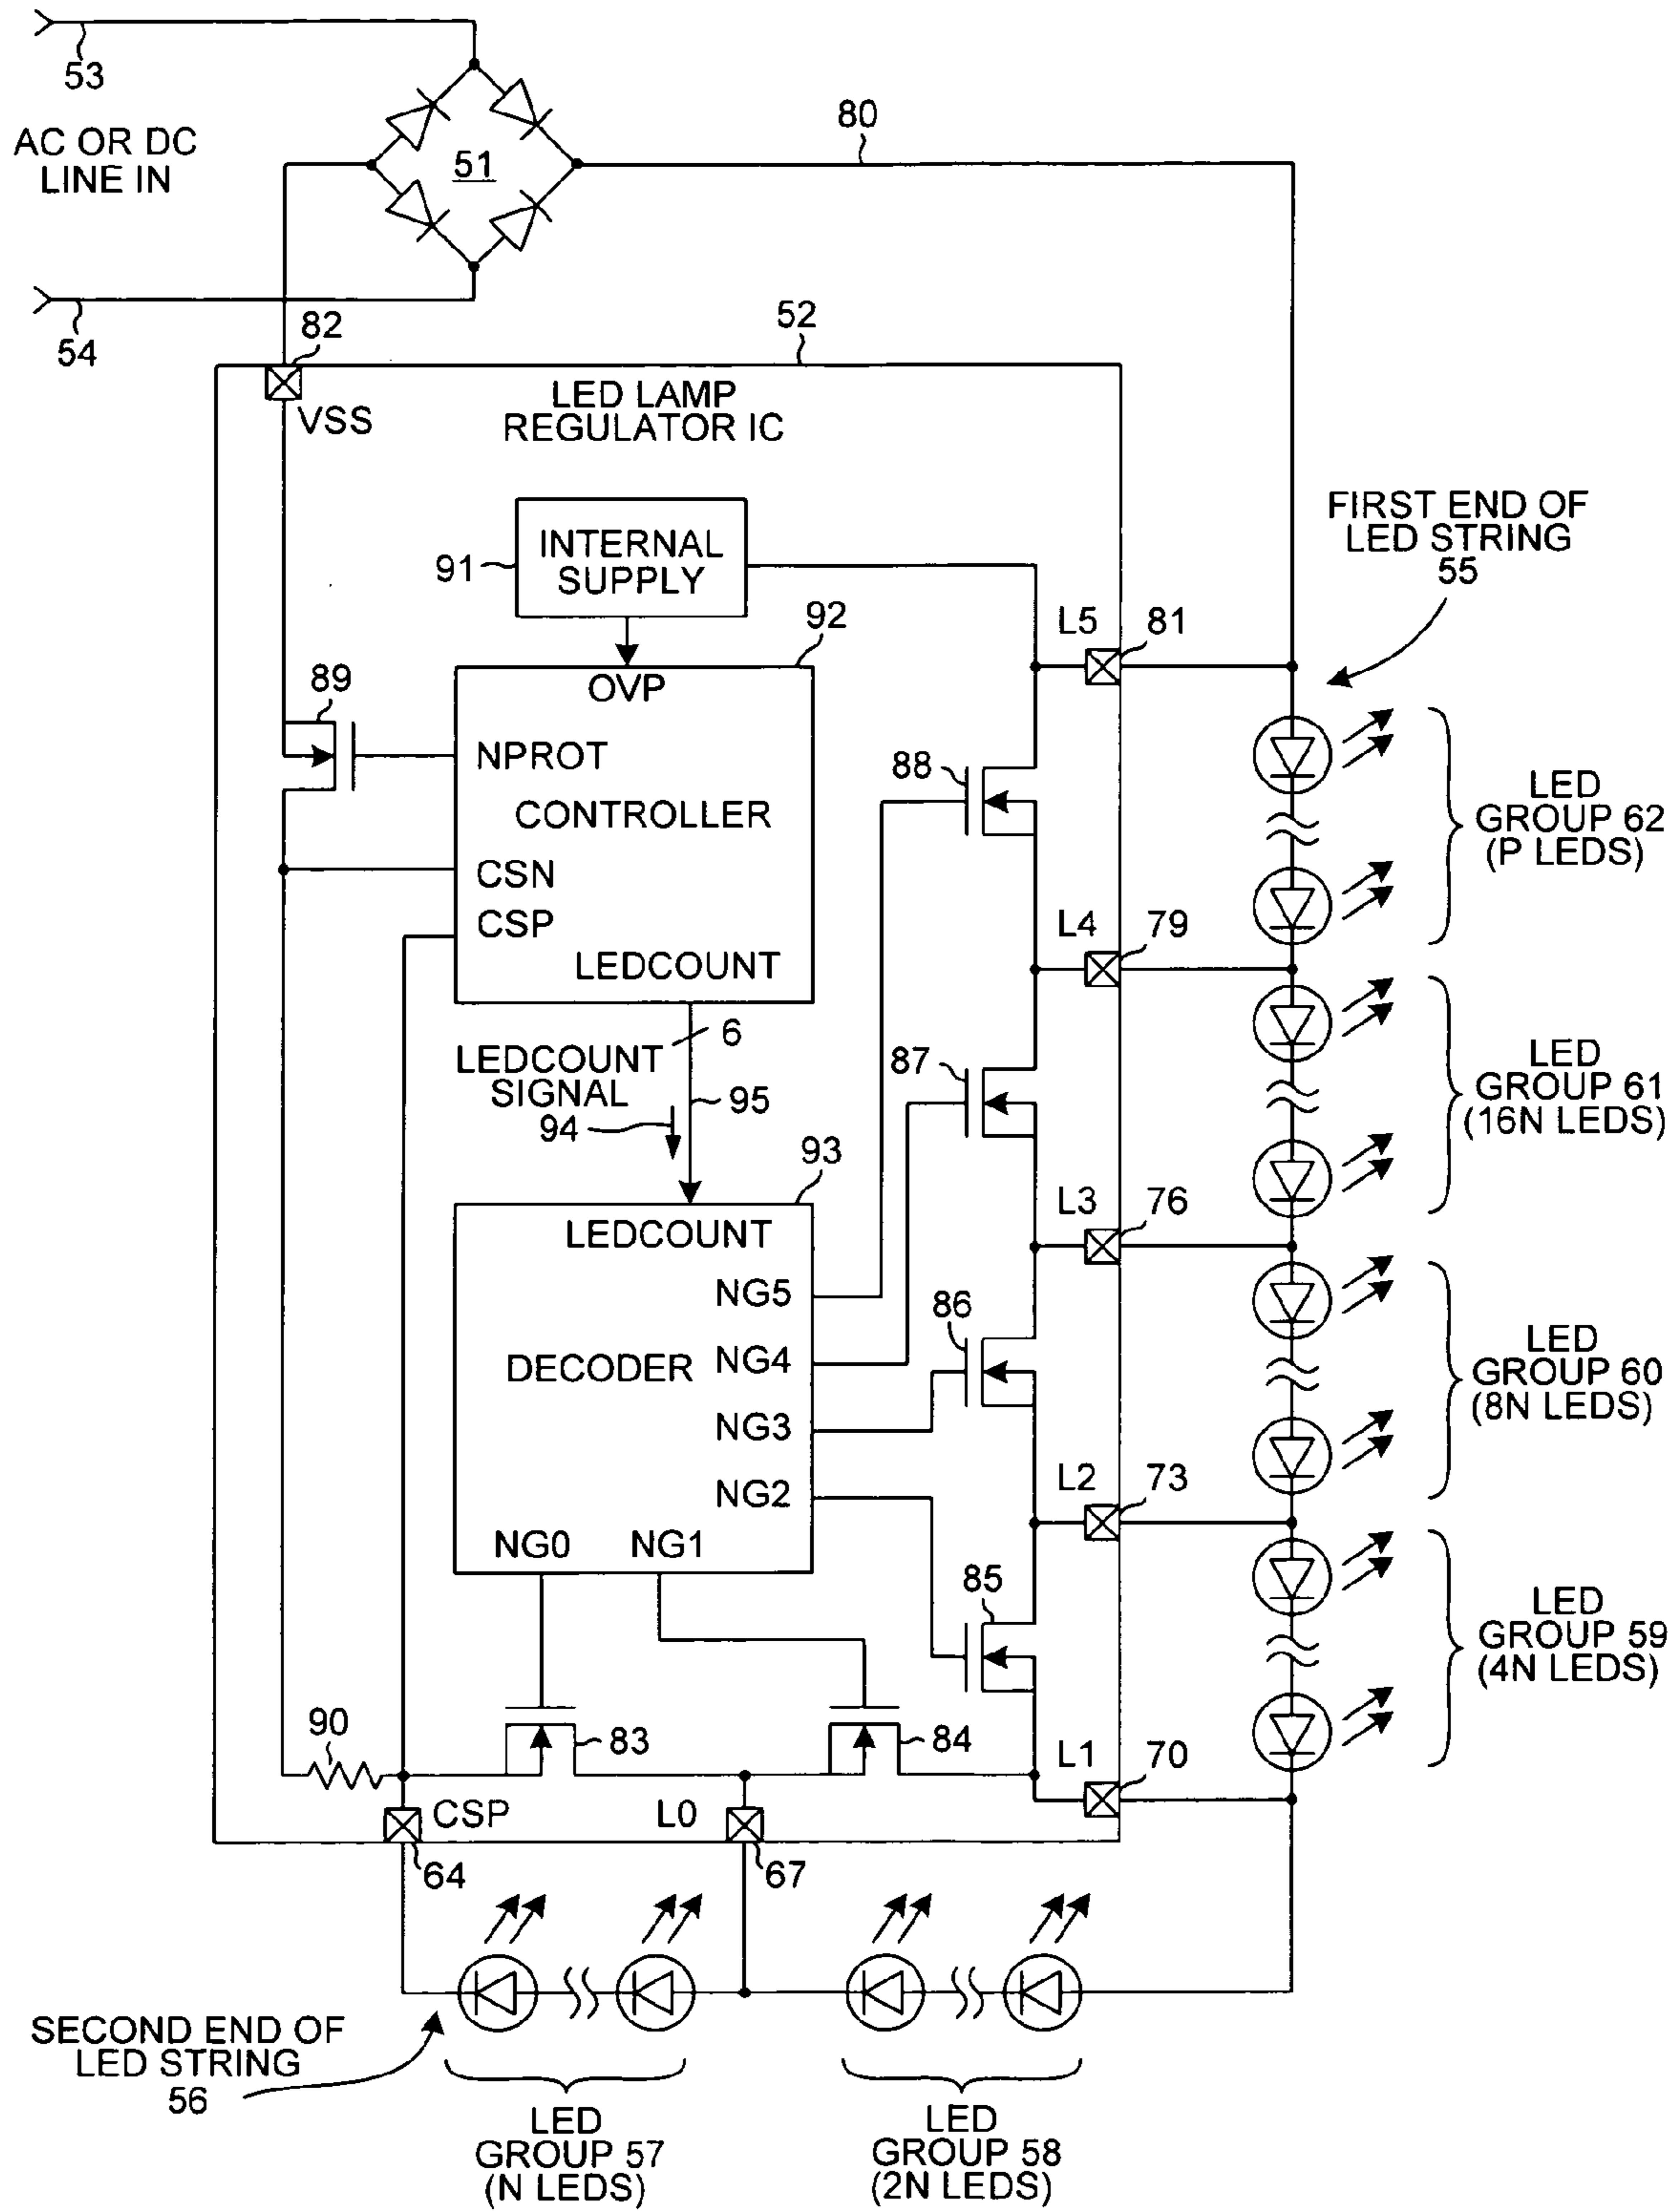 53
AC OR DC
LINE IN
51
80
54
82
52
VSS
LED LAMP
REGULATOR IC
FIRST END OF
LED STRING
55
INTERNAL
SUPPLY
91
92
L5
81
OVP
89
NPROT
CONTROLLER
CSN
CSP
LEDCOUNT
88
LED
GROUP 62
(P LEDS)
L4
79
6
LEDCOUNT
SIGNAL
94
95
87
LED
GROUP 61
(16N LEDS)
93
L3
76
LEDCOUNT
NG5
DECODER
NG4
NG3
NG2
NG0
NG1
86
LED
GROUP 60
(8N LEDS)
L2
73
85
LED
GROUP 59
(4N LEDS)
90
83
84
L1
70
CSP
L0
64
67
SECOND END OF
LED STRING
56
LED
GROUP 57
(N LEDS)
LED
GROUP 58
(2N LEDS)